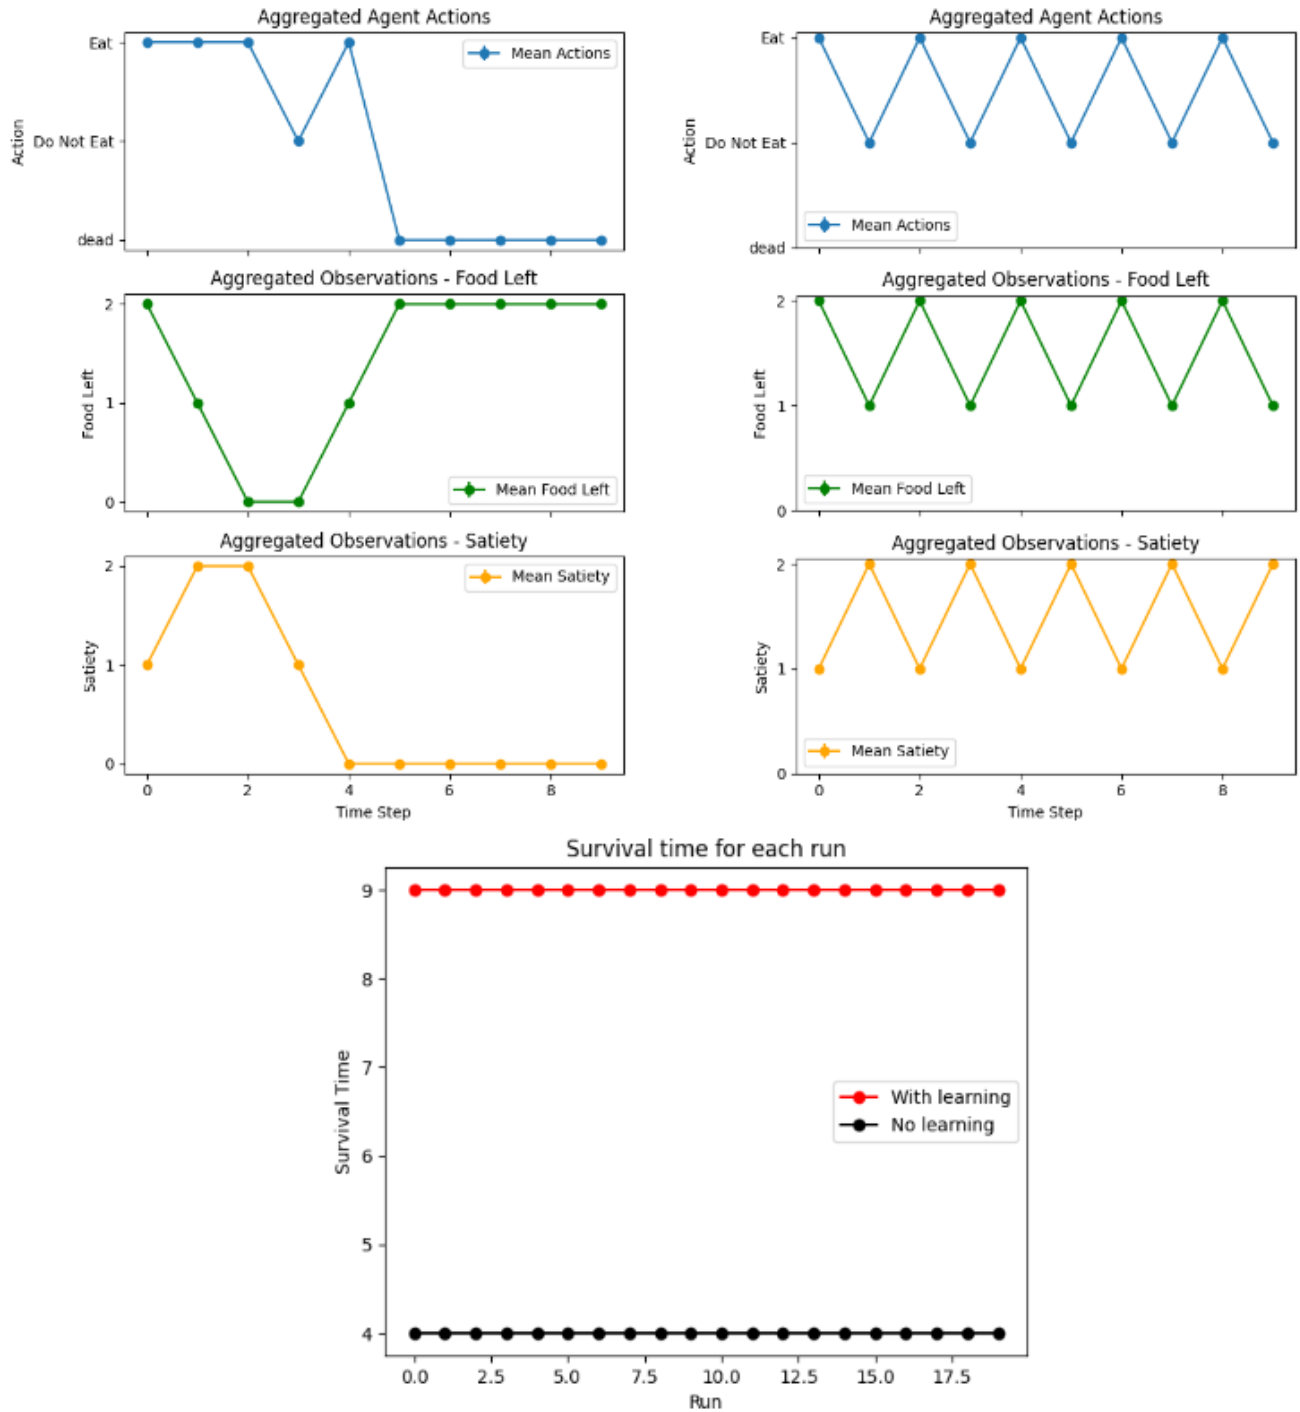 Aggregated Agent Actions
Eat
Do Not Eat
dead
Action
Mean Actions
Aggregated Observations - Food Left
2
1
0
Food Left
Mean Food Left
Aggregated Observations - Satiety
2
1
0
Satiety
Mean Satiety
0 2 4 6 8
Time Step
Aggregated Agent Actions
Eat
Do Not Eat
dead
Action
Mean Actions
Aggregated Observations - Food Left
2
1
0
Food Left
Mean Food Left
Aggregated Observations - Satiety
2
1
0
Satiety
Mean Satiety
0 2 4 6 8
Time Step
Survival time for each run
9
8
7
6
5
4
Survival Time
With learning
No learning
0.0 2.5 5.0 7.5 10.0 12.5 15.0 17.5
Run